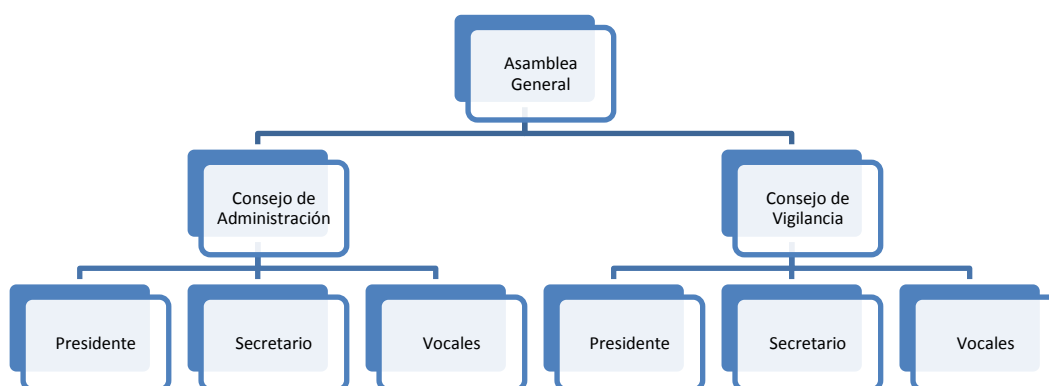 Asamblea
General
Consejo de
Administración
Consejo de
Vigilancia
Presidente
Secretario
Vocales
Presidente
Secretario
Vocales